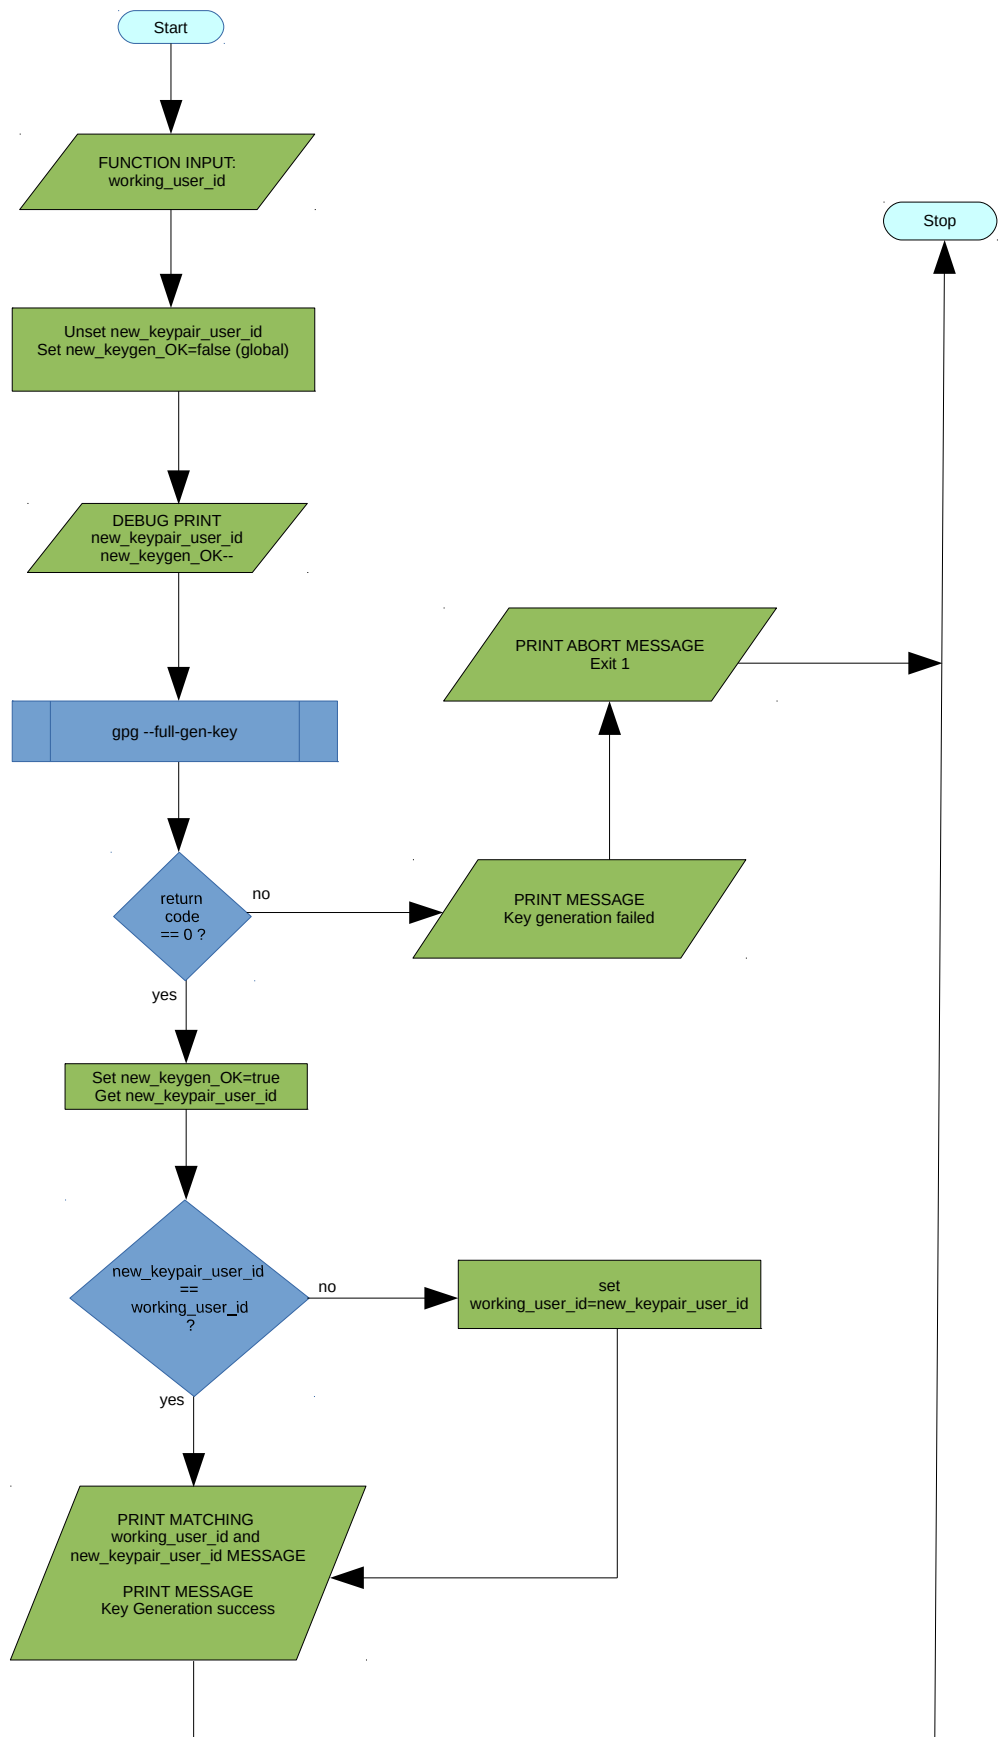 Start
FUNCTION INPUT:
working_user_id
Stop
Unset new_keypair_user_id
Set new_keygen_OK=false (global)
DEBUG PRINT
new_keypair_user_id
new_keygen_OK--
PRINT ABORT MESSAGE
Exit 1
gpg --full-gen-key
return
code
== 0 ?
no
PRINT MESSAGE
Key generation failed
yes
Set new_keygen_OK=true
Get new_keypair_user_id
new_keypair_user_id
==
working_user_id
?
no
set
working_user_id=new_keypair_user_id
yes
PRINT MATCHING
working_user_id and
new_keypair_user_id MESSAGE
PRINT MESSAGE
Key Generation success